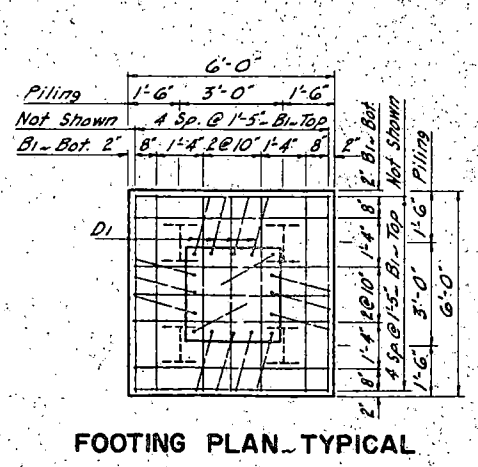 6'-0"
Piling 1'-6" 3'-0" 1'-6"
Not Shown 4 Sp. @ 1'-5" B1~Top
B1~Bot. 2" 8" 1'-4" 2@10" 1'-4" 8" 2"
D1
2" 8" 1'-4" 2@10" 1'-4" 8" 2" B1~Bot.
4 Sp. @ 1'-5" B1~Top Not Shown
1'-6" 3'-0" 1'-6" Piling
6'-0"
FOOTING PLAN~TYPICAL